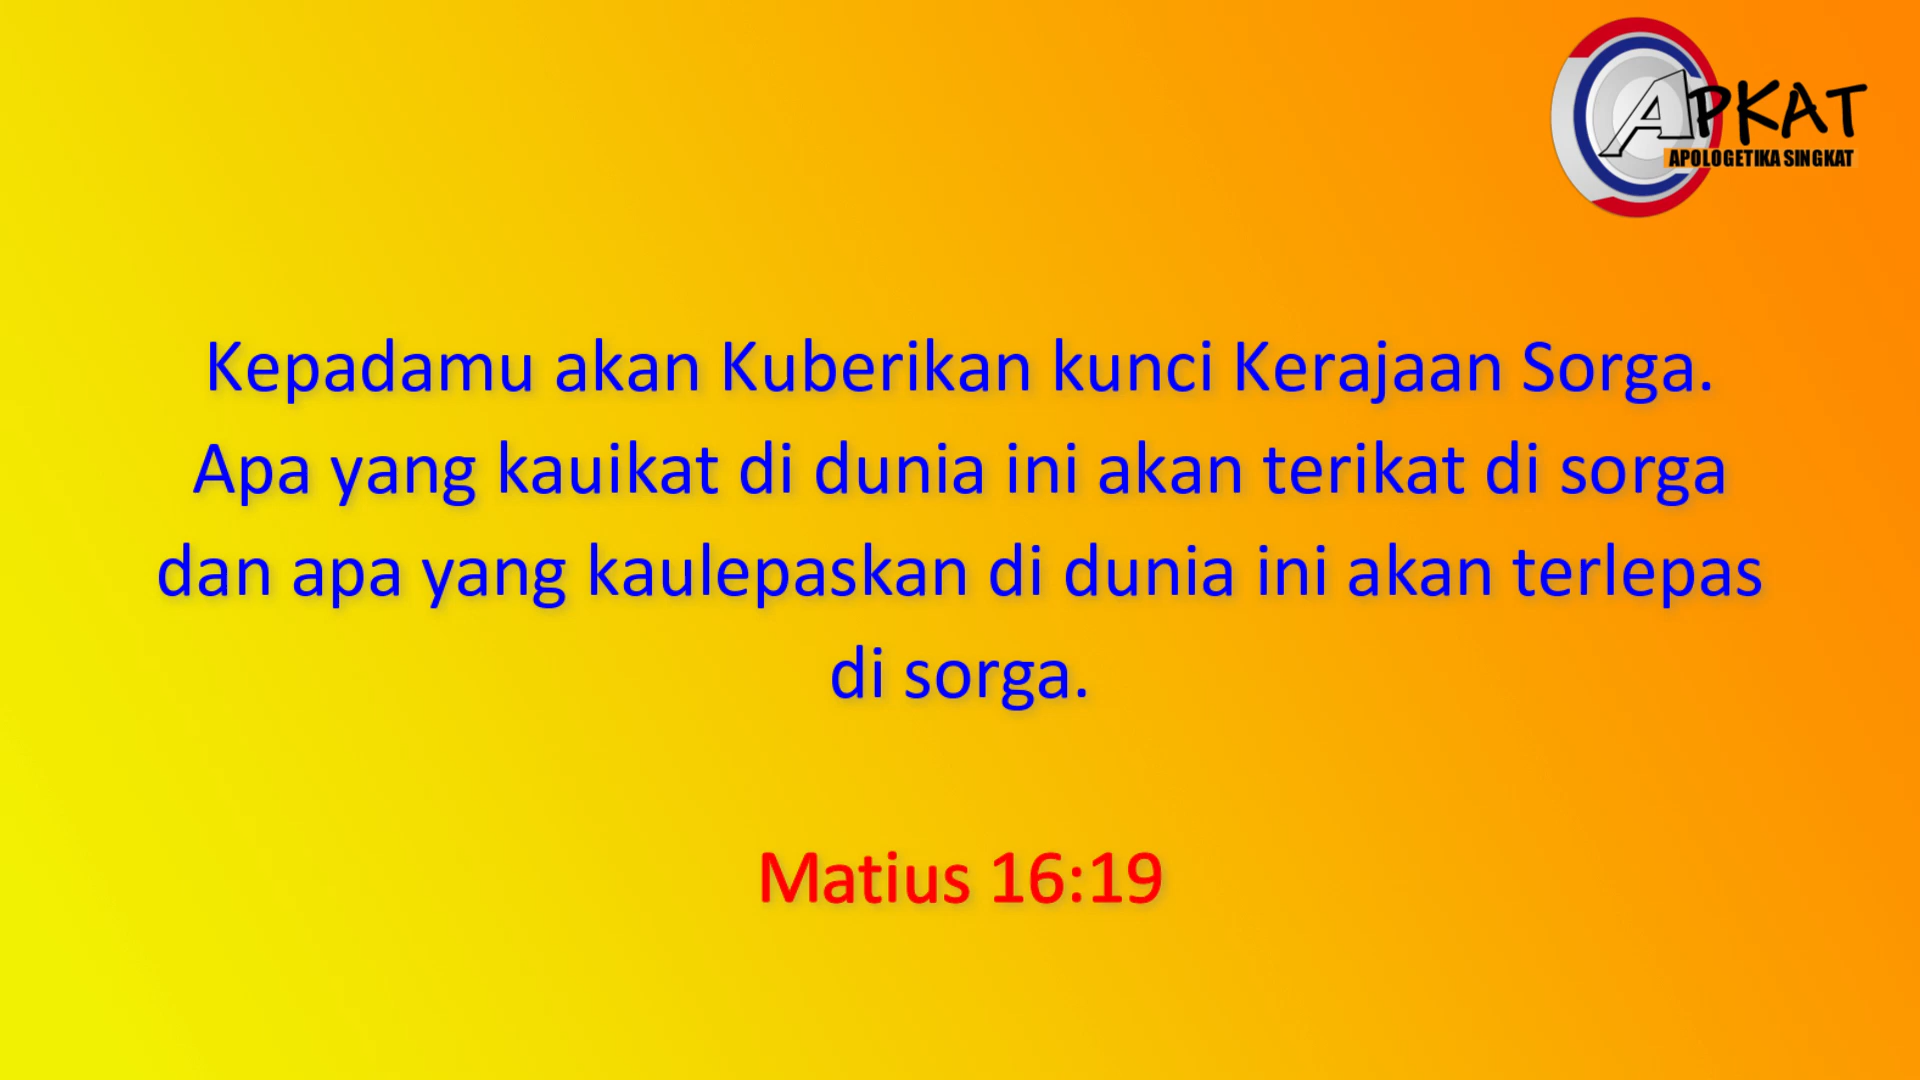 APKAT
APOLOGETIKA SINGKAT
Kepadamu akan Kuberikan kunci Kerajaan Sorga.
Apa yang kauikat di dunia ini akan terikat di sorga
dan apa yang kaulepaskan di dunia ini akan terlepas
di sorga.
Matius 16:19